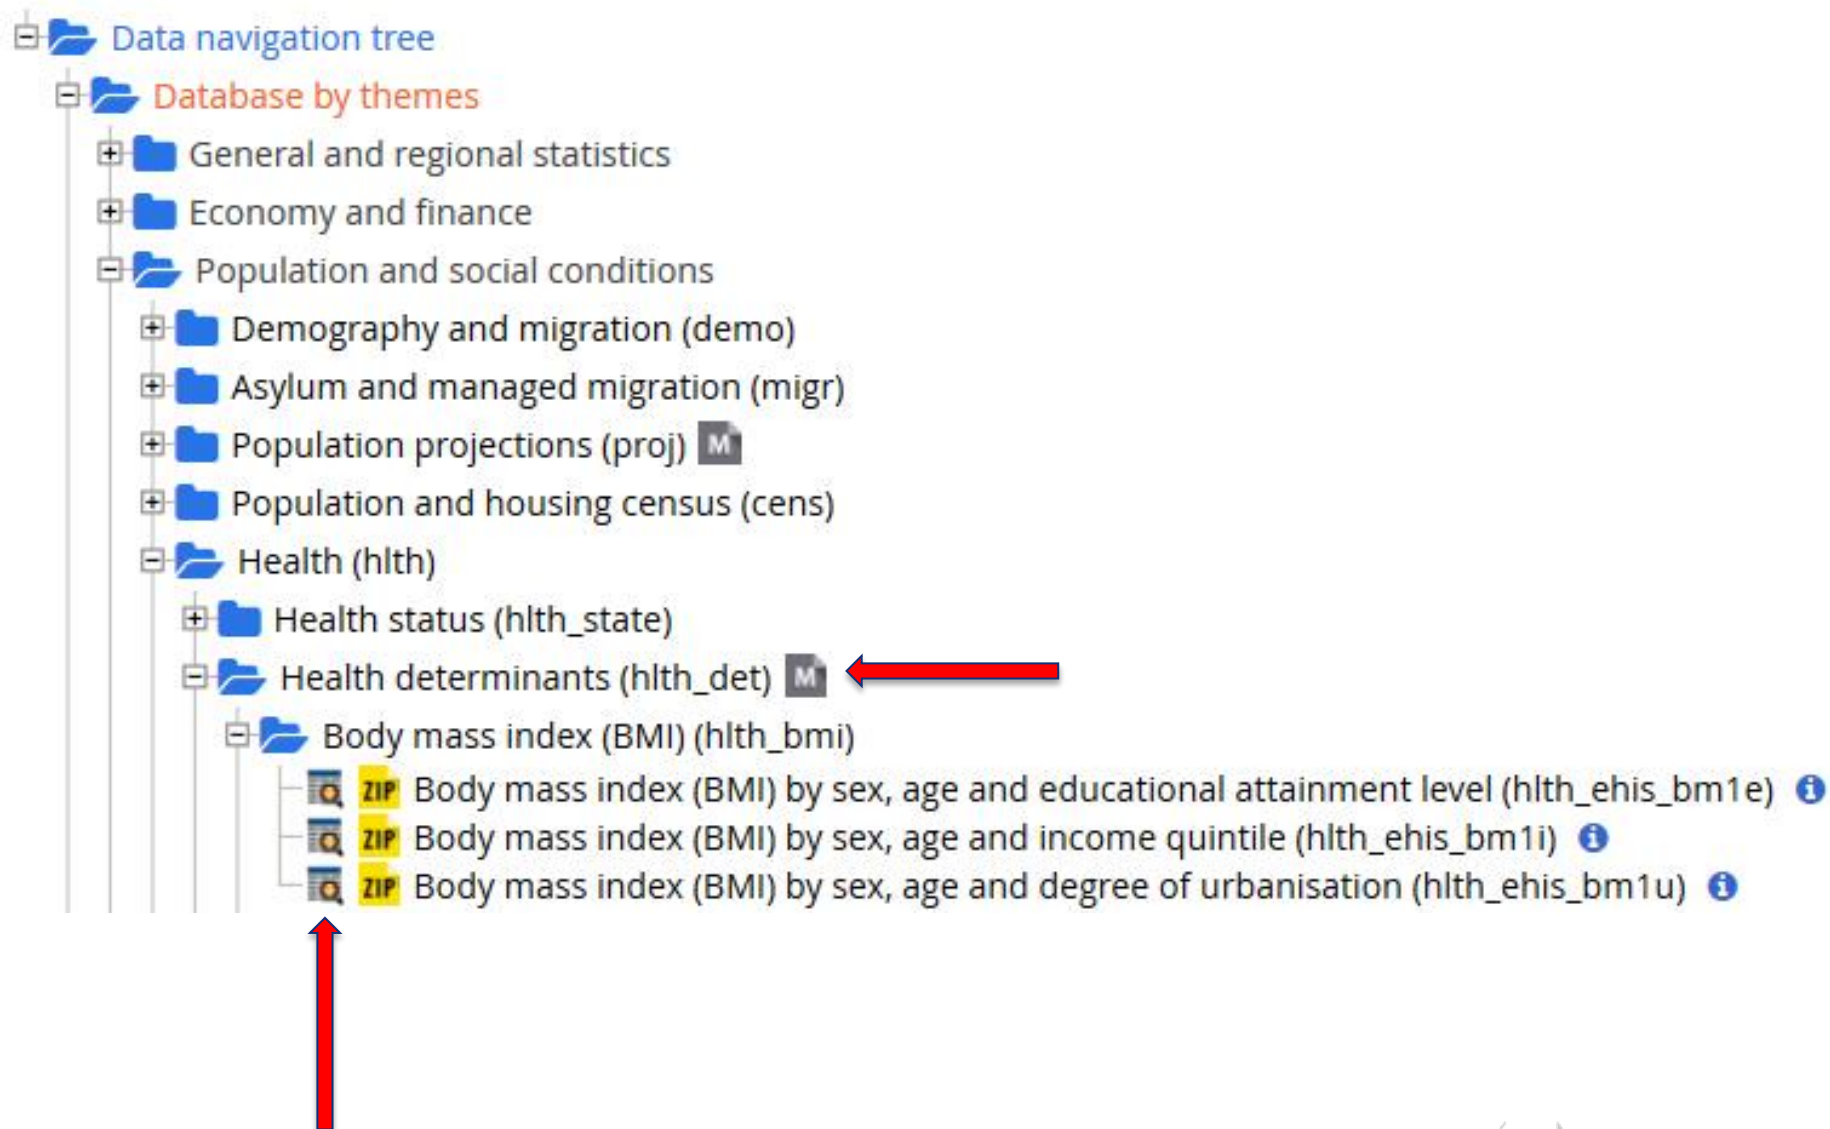 Data navigation tree
Database by themes
General and regional statistics
Economy and finance
Population and social conditions
Demography and migration (demo)
Asylum and managed migration (migr)
Population projections (proj) M
Population and housing census (cens)
Health (hlth)
Health status (hlth_state)
Health determinants (hlth_det) M
Body mass index (BMI) (hlth_bmi)
ZIP Body mass index (BMI) by sex, age and educational attainment level (hlth_ehis_bm1e) i
ZIP Body mass index (BMI) by sex, age and income quintile (hlth_ehis_bm1i) i
ZIP Body mass index (BMI) by sex, age and degree of urbanisation (hlth_ehis_bm1u) i